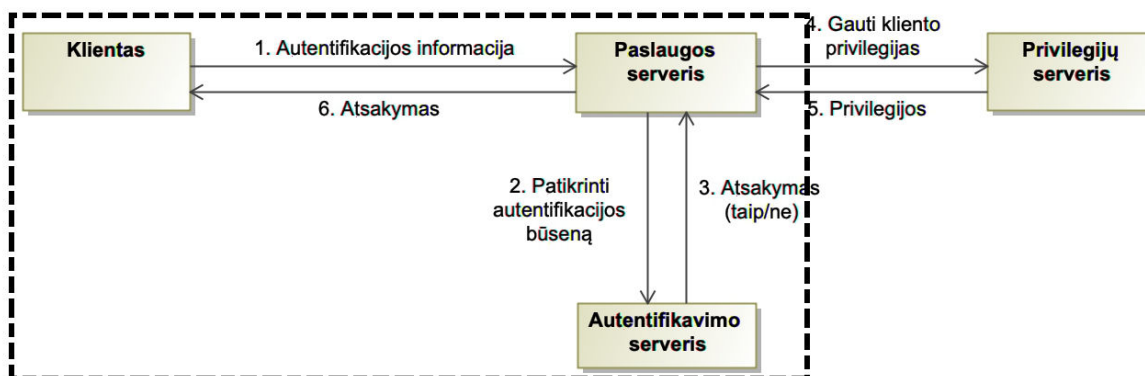 Klientas
1. Autentifikacijos informacija
6. Atsakymas
Paslaugos
serveris
4. Gauti kliento
privilegijas
5. Privilegijos
Privilegijų
serveris
2. Patikrinti
autentifikacijos
būseną
3. Atsakymas
(taip/ne)
Autentifikavimo
serveris